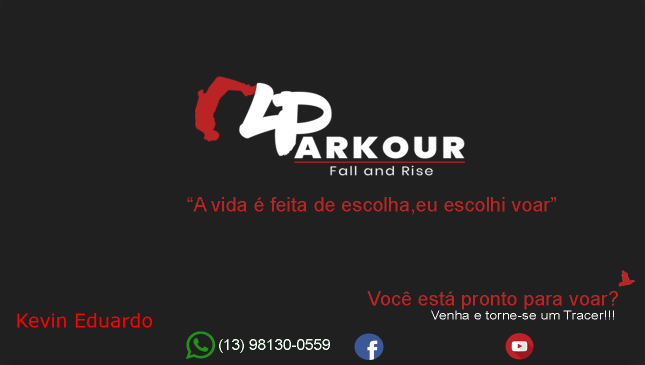 LPARKOUR
Fall and Rise
“A vida é feita de escolha,eu escolhi voar”
Você está pronto para voar?
Venha e torne-se um Tracer!!!
Kevin Eduardo
(13) 98130-0559